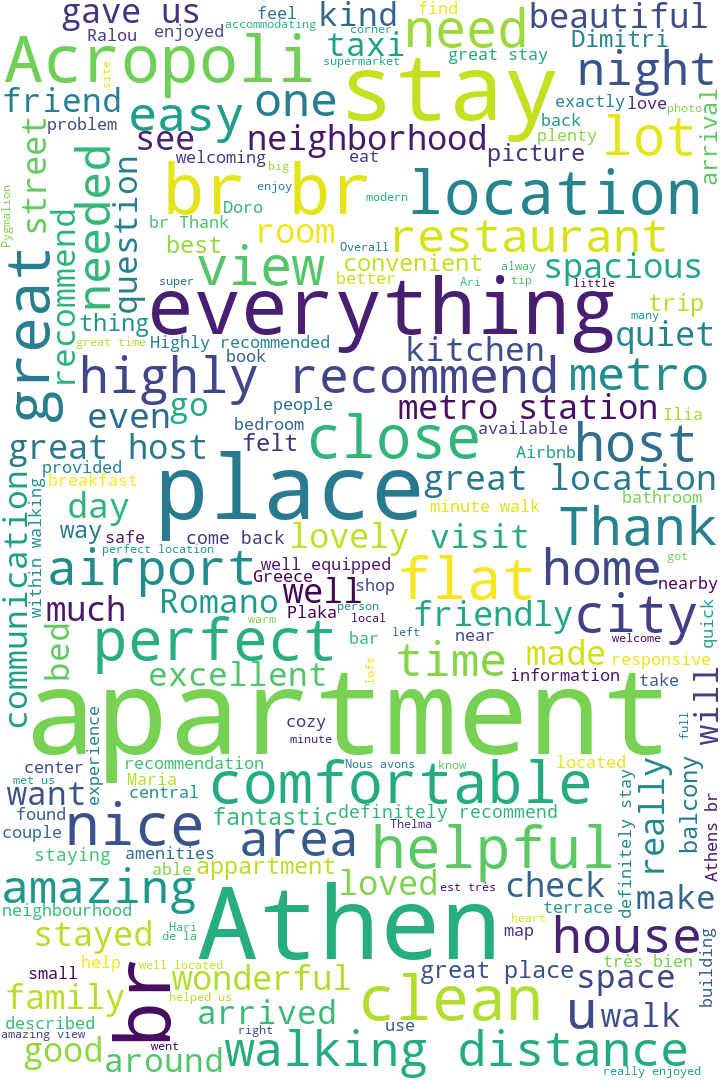 gave us
Ralou
enjoyed
feel
accommodating
kind
corner
find
need
beautiful
taxi
supermarket
great stay
Dimitri
Acropoli
site
stay
night
friend
problem
easy
one
exactly
love
photo
back
plenty
arrival
lot
see
neighborhood
picture
welcoming
eat
big
enjoy
modern
street
Pygmalion
needed
question
br br
location
Doro
br Thank
best
room
Overall
restaurant
recommend
view
convenient
better
alway
tip
Ari
spacious
super
little
great
everything
trip
many
thing
great time
Highly recommended
book
kitchen
quiet
highly recommend
metro
even
go
people
metro station
Ilia
bedroom
available
great host
felt
close
Airbnb
host
provided
breakfast
place
great location
communication
within walking
day
minute walk
bathroom
way
safe
come back
lovely
visit
Thank
perfect location
airport
well equipped
Greece
well
shop
flat
home
got
nearby
much
Romano
Plaka
person
local
friendly
city
quick
warm
left
welcome
bed
perfect
bar
near
excellent
loft
time
made
responsive
information
take
Will
apartment
cozy
minute
full
center
experience
recommendation
Nous avons
know
located
met us
Maria
want
central
comfortable
really
balcony
Athens br
found
couple
nice
fantastic
definitely recommend
Thelma
area
definitely stay
staying
amenities
able
appartment
helpful
amazing
loved
est très
check
make
neighbourhood
Athen
Hari
de la
heart
terrace
stayed
map
house
building
help
well located
great place
très bien
small
br
wonderful
helped us
clean
space
family
arrived
u
walk
described
amazing view
right
use
good
went
around
walking distance
really enjoyed